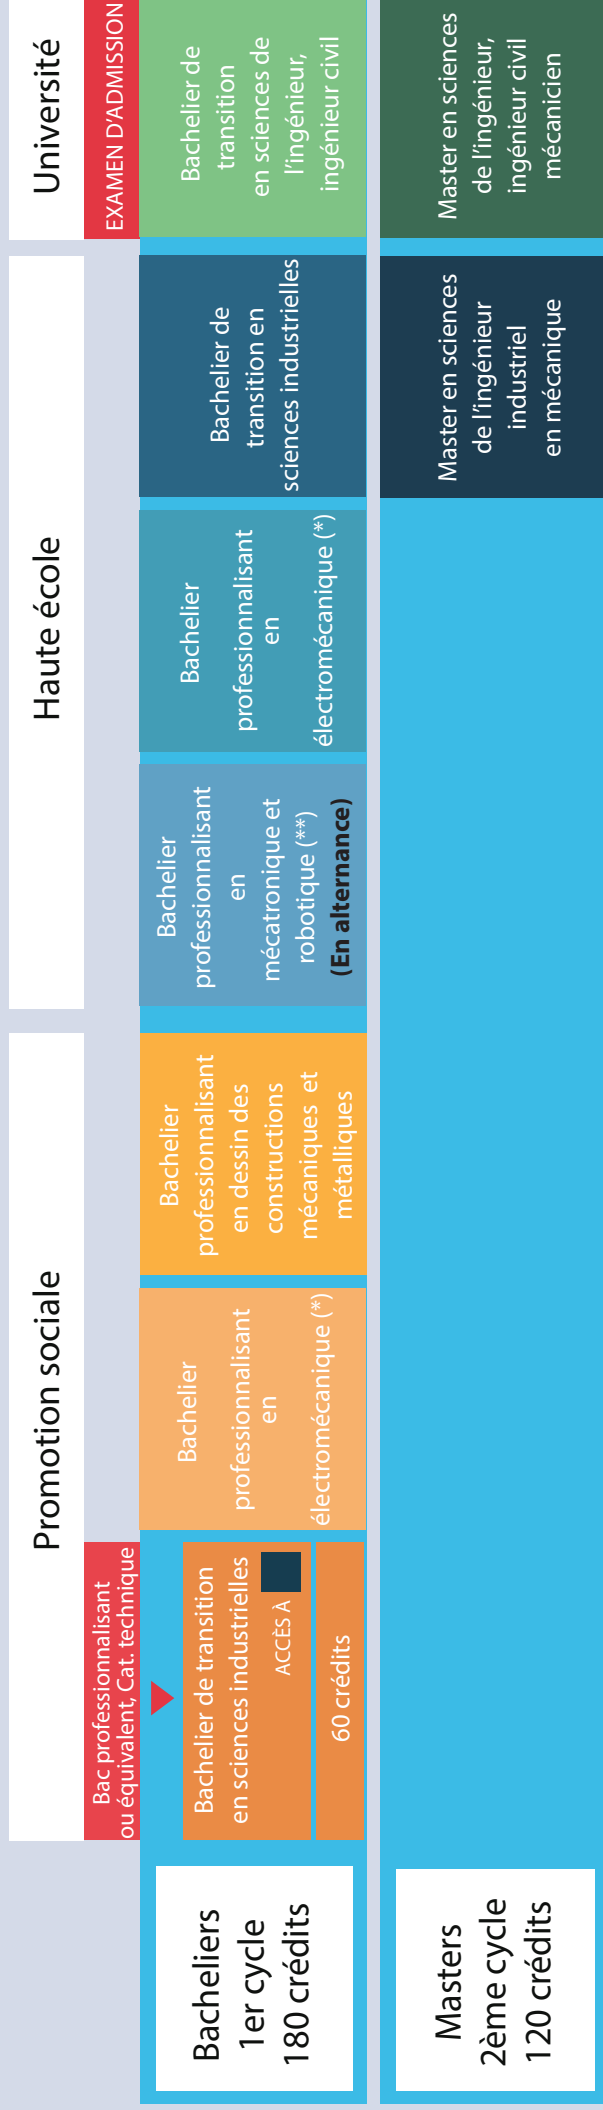 Promotion sociale
Haute école
Université
Bac professionnalisant
ou équivalent, Cat. technique
EXAMEN D'ADMISSION
Bacheliers
1er cycle
180 crédits
Bachelier de transition
en sciences industrielles
ACCÈS À
60 crédits
Bachelier
professionnalisant
en
électromécanique (*)
Bachelier
professionnalisant
en dessin des
constructions
mécaniques et
métalliques
Bachelier
professionnalisant
en
mécatronique et
robotique (**)
(En alternance)
Bachelier
professionnalisant
en
électromécanique (*)
Bachelier de
transition en
sciences industrielles
Bachelier de
transition
en sciences de
l'ingénieur,
ingénieur civil
Masters
2ème cycle
120 crédits
Master en sciences
de l'ingénieur
industriel
en mécanique
Master en sciences
de l'ingénieur,
ingénieur civil
mécanicien